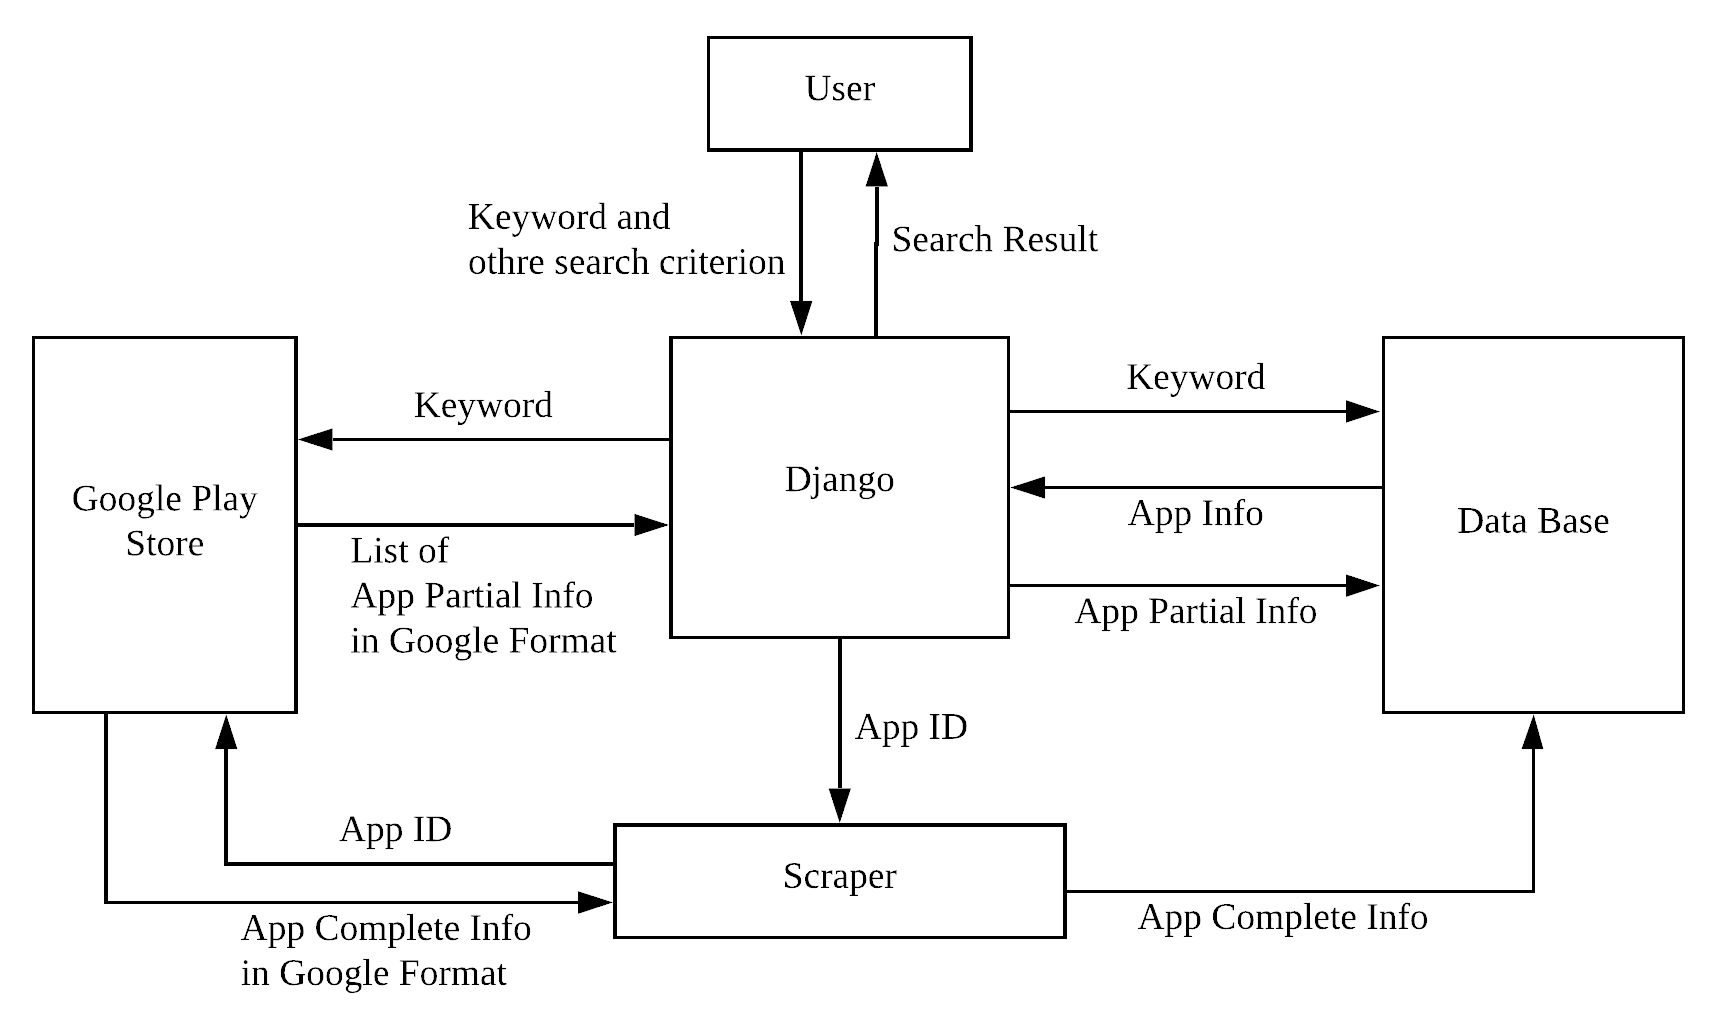 User
Keyword and
othre search criterion
Search Result
Keyword
Keyword
Google Play
Store
Django
Data Base
App Info
List of
App Partial Info
in Google Format
App Partial Info
App ID
App ID
Scraper
App Complete Info
in Google Format
App Complete Info